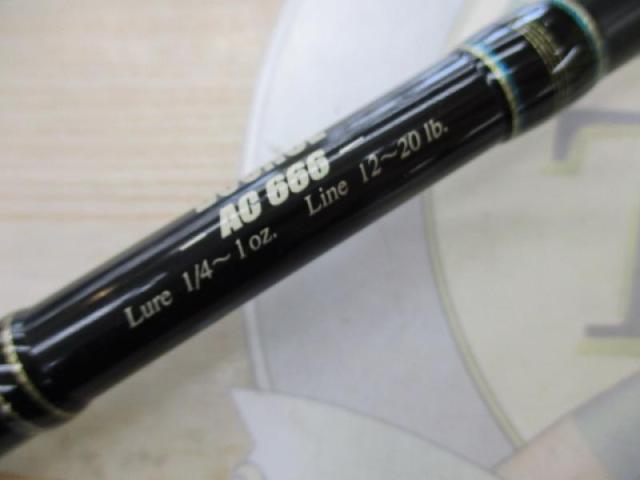 AC 666
Lure 1/4~1 oz. Line 12~20 lb.